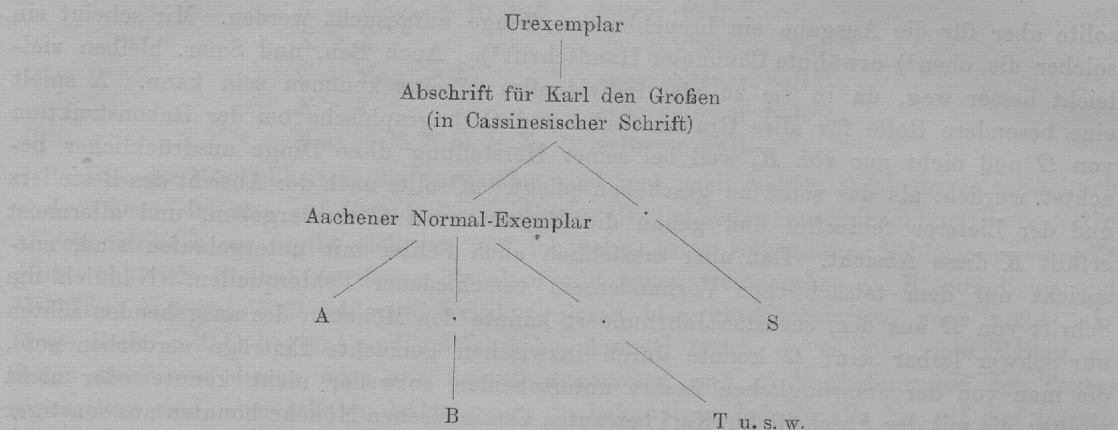 Urexemplar
Abschrift für Karl den Großen
(in Cassinesischer Schrift)
Aachener Normal-Exemplar
A
S
B
T u. s. w.